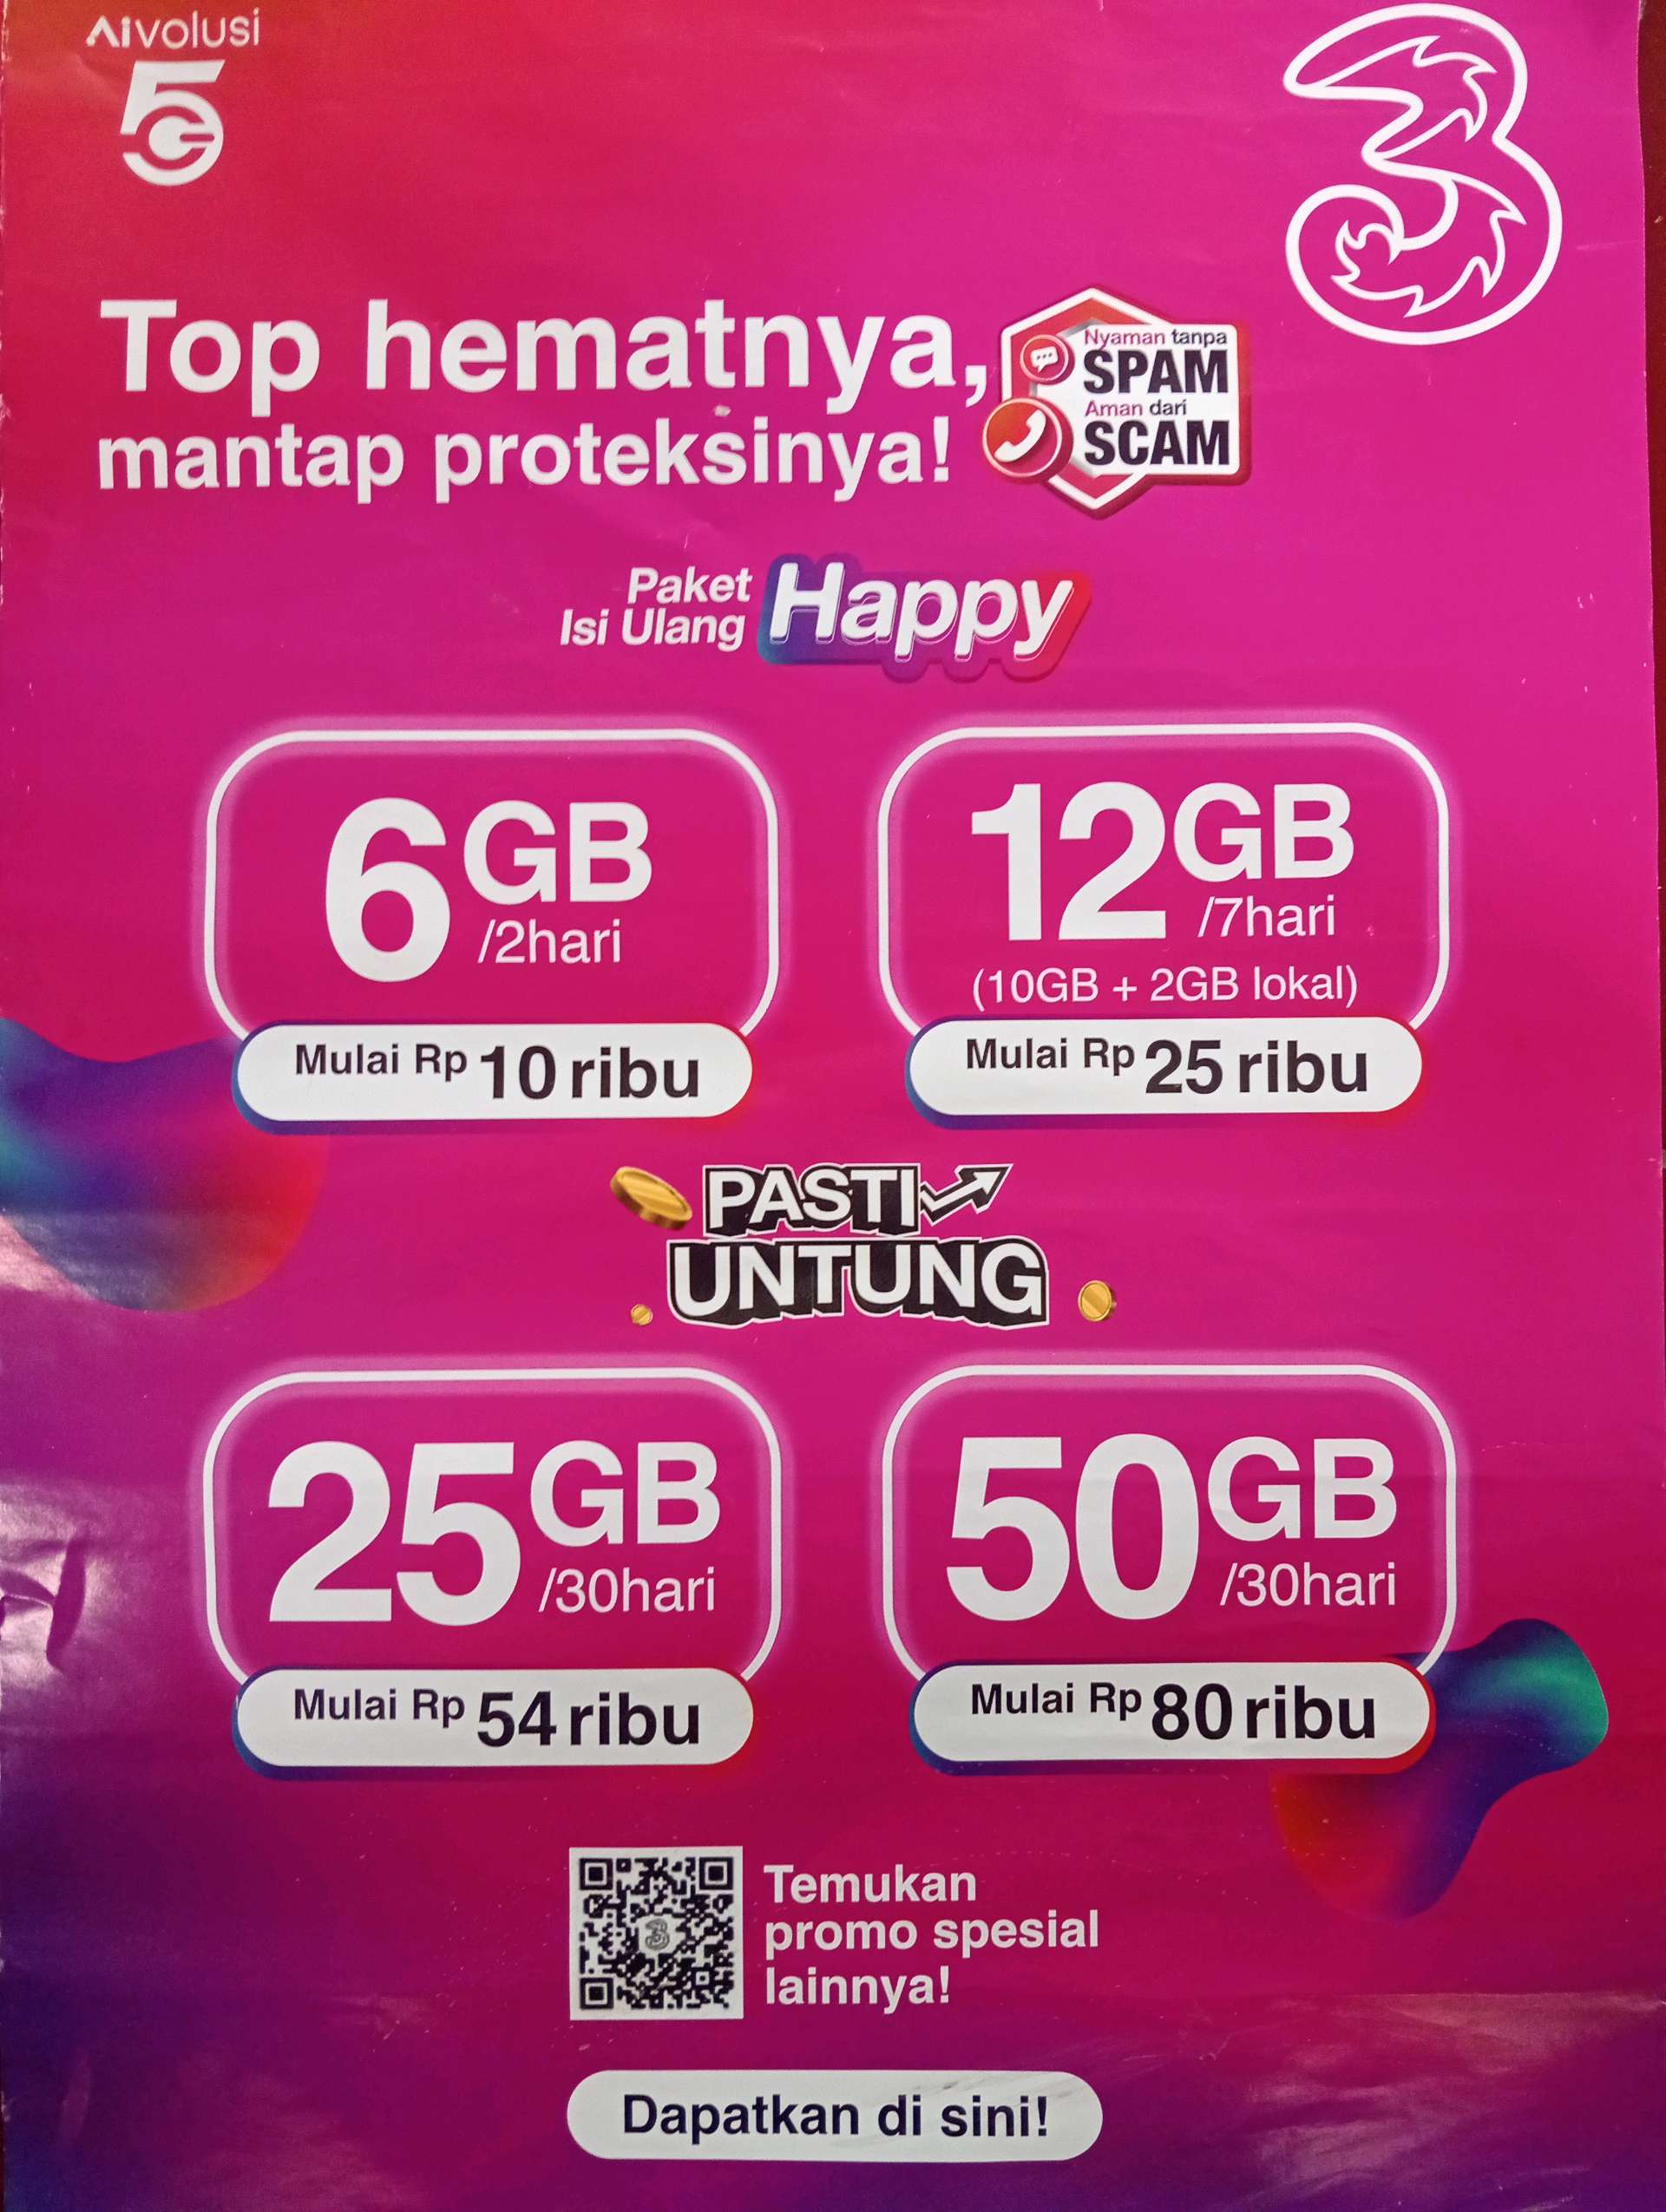 AIvolusi
5G
3
Top hematnya,
mantap proteksinya!
Nyaman tanpa
SPAM
Aman dari
SCAM
Paket
Isi Ulang
Happy
6GB
/2hari
Mulai Rp 10 ribu
12GB
/7hari
(10GB + 2GB lokal)
Mulai Rp 25 ribu
PASTI
UNTUNG
25GB
/30hari
Mulai Rp 54 ribu
50GB
/30hari
Mulai Rp 80 ribu
Temukan
promo spesial
lainnya!
Dapatkan di sini!